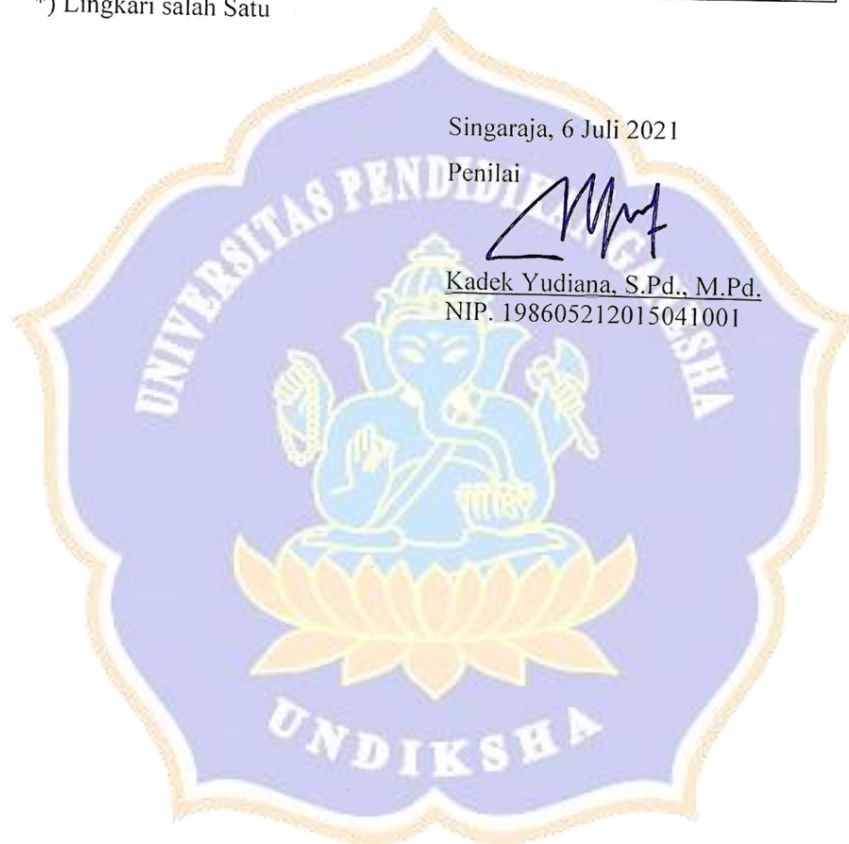 *) Lingkari salah Satu
Singaraja, 6 Juli 2021
Penilai
Kadek Yudiana, S.Pd., M.Pd.
NIP. 198605212015041001
UNIVERSITAS PENDIDIKAN GANESHA
UNDIKSHA